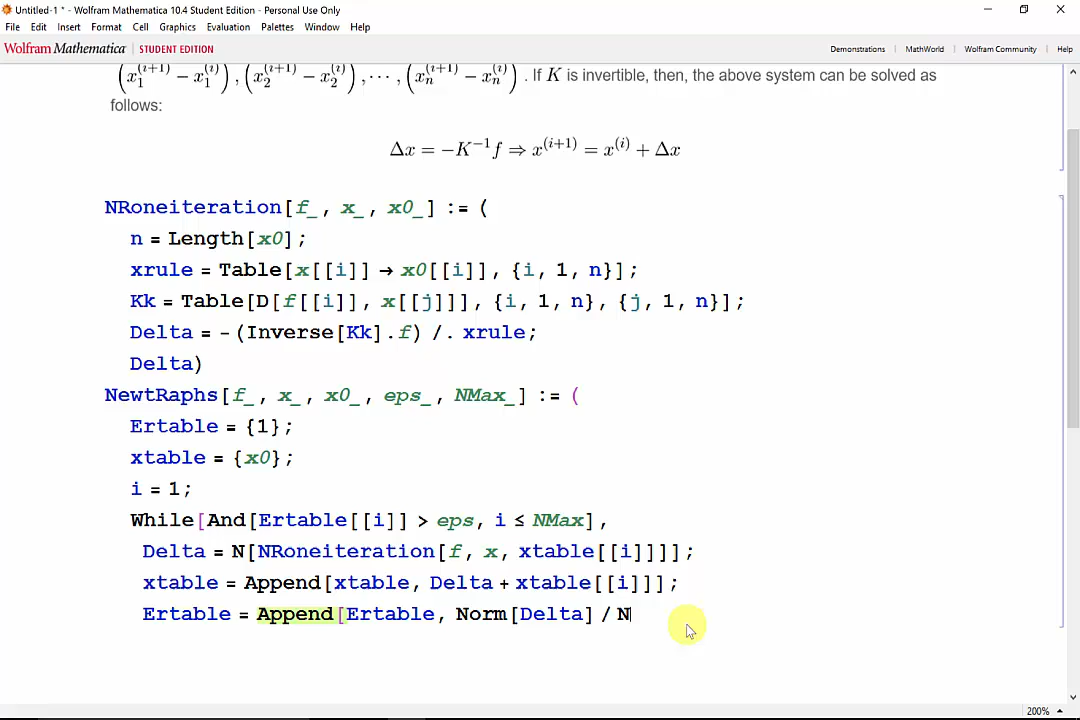 Untitled-1 * - Wolfram Mathematica 10.4 Student Edition - Personal Use Only
File Edit Insert Format Cell Graphics Evaluation Palettes Window Help
Wolfram Mathematica | STUDENT EDITION Demonstrations | MathWorld | Wolfram Community | Help
(x_1^{(i+1)} − x_1^{(i)}), (x_2^{(i+1)} − x_2^{(i)}), ⋯, (x_n^{(i+1)} − x_n^{(i)}). If K is invertible, then, the above system can be solved as
follows:
Δx = −K^{−1}f ⇒ x^{(i+1)} = x^{(i)} + Δx
NRoneiteration[f_, x_, x0_] := (
n = Length[x0];
xrule = Table[x[[i]] → x0[[i]], {i, 1, n}];
Kk = Table[D[f[[i]], x[[j]]], {i, 1, n}, {j, 1, n}];
Delta = -(Inverse[Kk].f) /. xrule;
Delta)
NewtRaphs[f_, x_, x0_, eps_, NMax_] := (
Ertable = {1};
xtable = {x0};
i = 1;
While[And[Ertable[[i]] > eps, i ≤ NMax],
Delta = N[NRoneiteration[f, x, xtable[[i]]]];
xtable = Append[xtable, Delta + xtable[[i]]];
Ertable = Append[Ertable, Norm[Delta] / N
200%